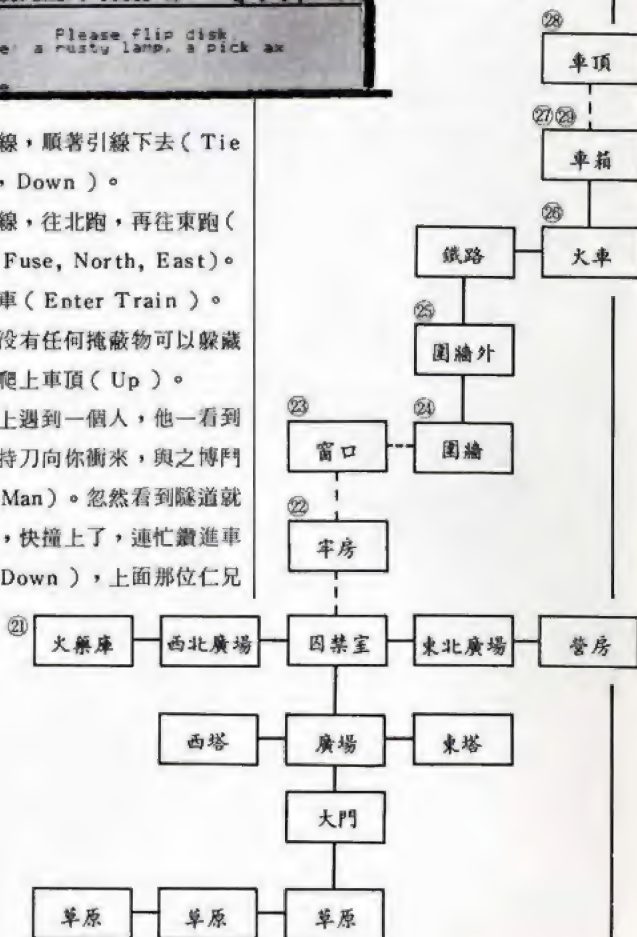 Please flip disk.
a rusty lamp, a pick ax
線，順著引線下去（Tie
，Down）。
線，往北跑，再往東跑（
Fuse, North, East)。
車（Enter Train）。
沒有任何掩蔽物可以躲藏
爬上車頂（Up）。
上遇到一個人，他一看到
持刀向你衝來，與之博鬥
Man）。忽然看到隧道就
，快撞上了，連忙鑽進車
Down），上面那位仁兄
㉘
車頂
㉗㉙
車箱
㉖
鐵路
火車
㉕
圍牆外
㉓
㉔
窗口
圍牆
㉒
牢房
㉑
火藥庫
西北廣場
囚禁室
東北廣場
營房
西塔
廣場
東塔
大門
草原
草原
草原